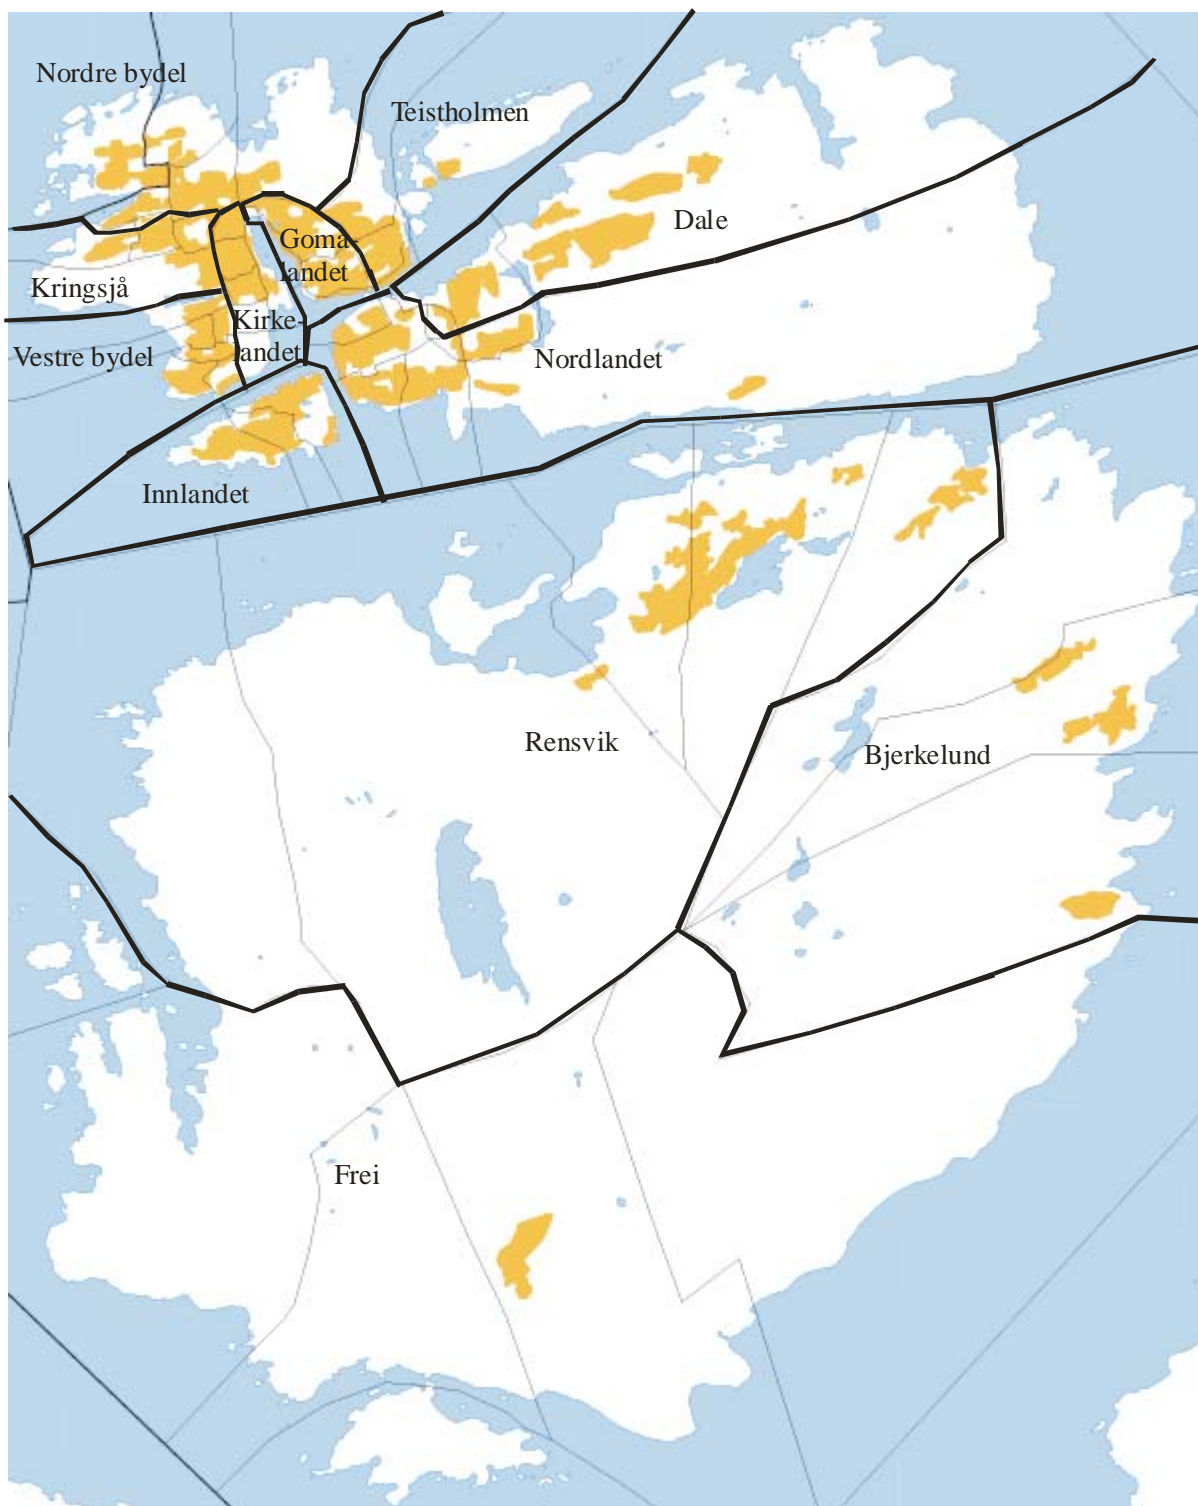 Nordre bydel
Teistholmen
Dale
Goma-
landet
Kringsjå
Kirke-
landet
Vestre bydel
Nordlandet
Innlandet
Rensvik
Bjerkelund
Frei